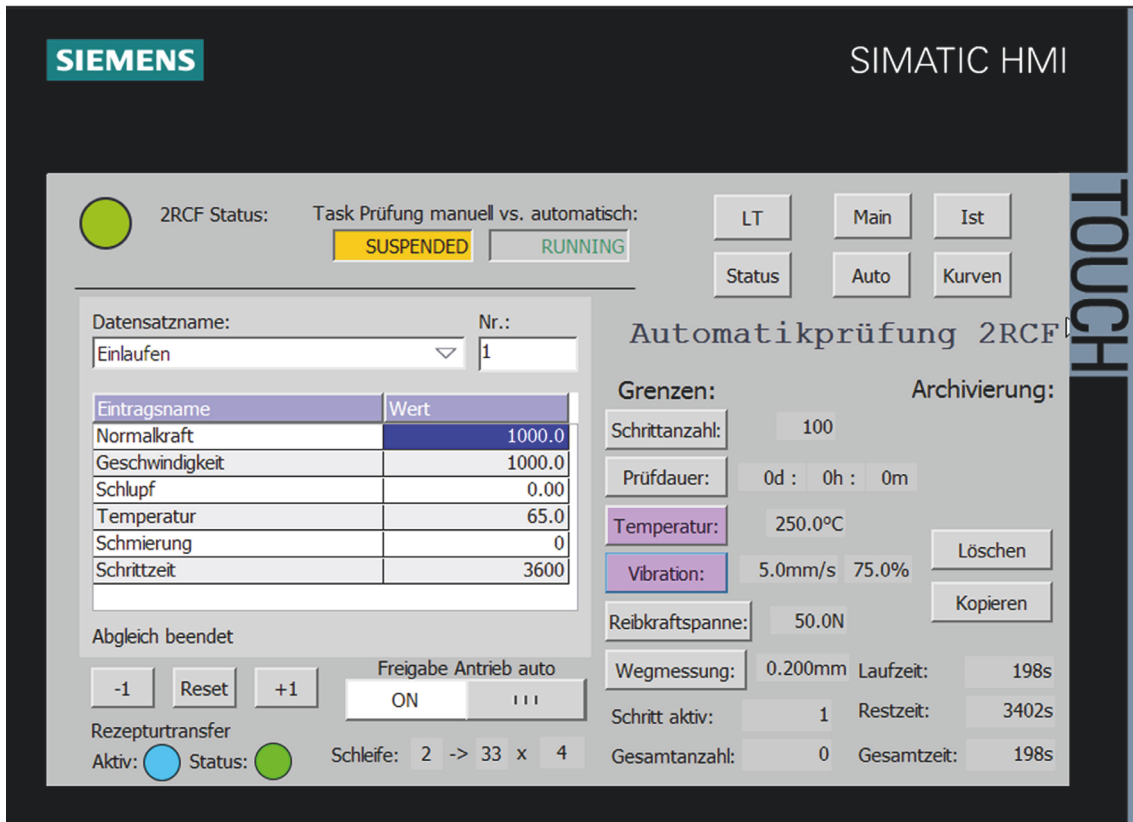 SIEMENS
SIMATIC HMI
TOUCH
2RCF Status:
Task Prüfung manuell vs. automatisch:
SUSPENDED RUNNING
LT Main Ist
Status Auto Kurven
Datensatzname: Nr.:
Einlaufen 1
Eintragsname Wert
Normalkraft 1000.0
Geschwindigkeit 1000.0
Schlupf 0.00
Temperatur 65.0
Schmierung 0
Schrittzeit 3600
Abgleich beendet
-1 Reset +1
Freigabe Antrieb auto
ON III
Rezepturtransfer
Aktiv: Status:
Schleife: 2 -> 33 x 4
Automatikprüfung 2RCF
Grenzen: Archivierung:
Schrittanzahl: 100
Prüfdauer: 0d : 0h : 0m
Temperatur: 250.0°C
Vibration: 5.0mm/s 75.0%
Löschen
Kopieren
Reibkraftspanne: 50.0N
Wegmessung: 0.200mm
Laufzeit: 198s
Schritt aktiv: 1
Restzeit: 3402s
Gesamtanzahl: 0
Gesamtzeit: 198s